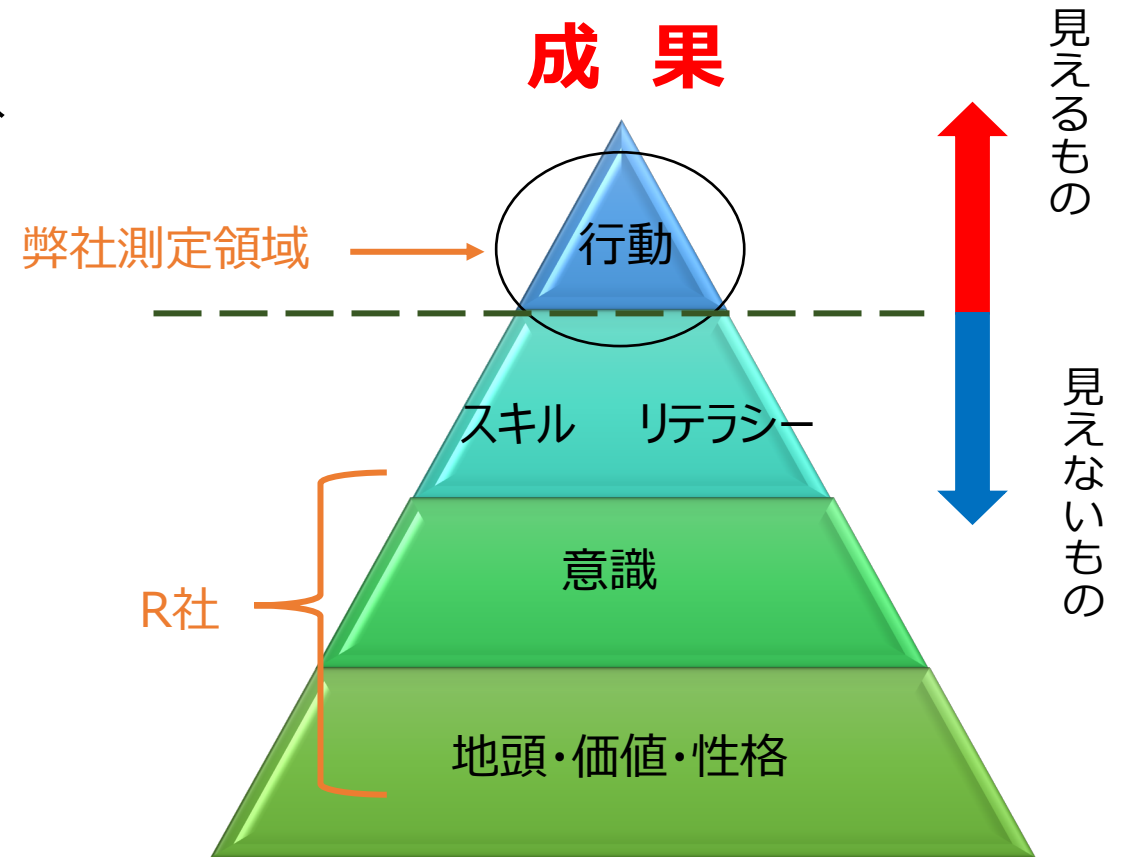 成 果
見えるもの
行動
弊社測定領域
スキル リテラシー
見えないもの
意識
R社
地頭・価値・性格